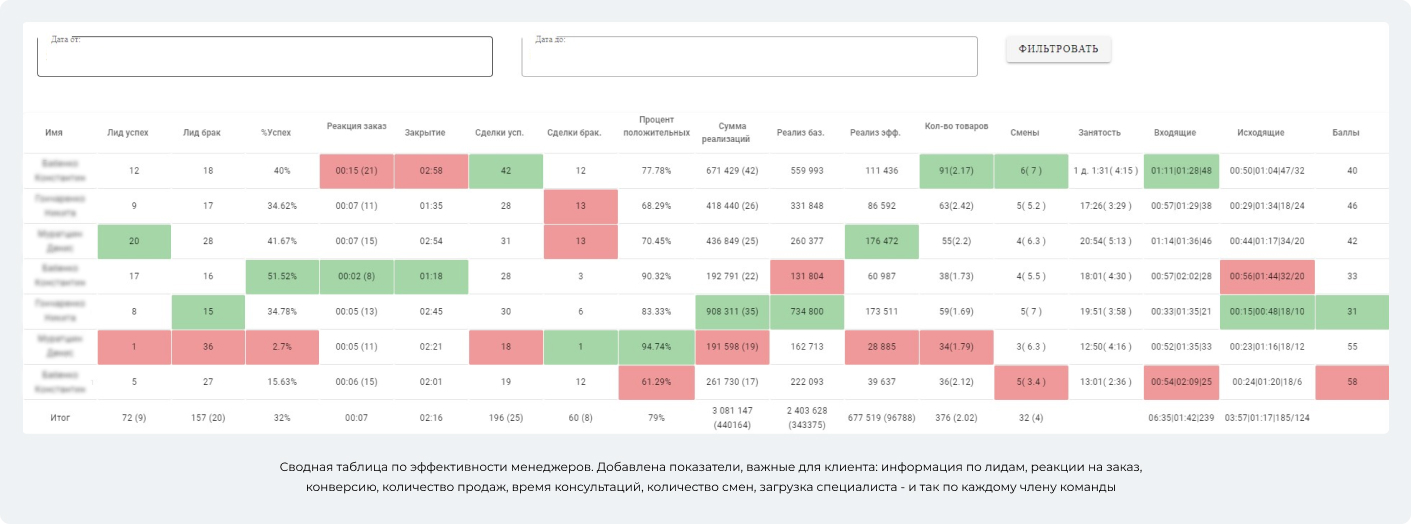 Дата от:
Дата до:
ФИЛЬТРОВАТЬ
Имя Лид успех Лид брак %Успех Реакция заказ Закрытие Сделки усп. Сделки брак. Процент положительных Сумма реализаций Реализ баз. Реализ эфф. Кол-во товаров Смены Занятость Входящие Исходящие Баллы
12 18 40% 00:15 (21) 02:58 42 12 77.78% 671 429 (42) 559 993 111 436 91(2.17) 6( 7 ) 1 д. 1:31( 4:15 ) 01:11|01:28|48 00:50|01:04|47/32 40
9 17 34.62% 00:07 (11) 01:35 28 13 68.29% 418 440 (26) 331 848 86 592 63(2.42) 5( 5.2 ) 17:26( 3:29 ) 00:57|01:29|38 00:29|01:34|18/24 46
20 28 41.67% 00:07 (15) 02:54 31 13 70.45% 436 849 (25) 260 377 176 472 55(2.2) 4( 6.3 ) 20:54( 5:13 ) 01:14|01:36|46 00:44|01:17|34/20 42
17 16 51.52% 00:02 (8) 01:18 28 3 90.32% 192 791 (22) 131 804 60 987 38(1.73) 4( 5.5 ) 18:01( 4:30 ) 00:57|02:02|28 00:56|01:44|32/20 33
8 15 34.78% 00:05 (13) 02:45 30 6 83.33% 908 311 (35) 734 800 173 511 59(1.69) 5( 7 ) 19:51( 3:58 ) 00:33|01:35|21 00:15|00:48|18/10 31
1 36 2.7% 00:05 (11) 02:21 18 1 94.74% 191 598 (19) 162 713 28 885 34(1.79) 3( 6.3 ) 12:50( 4:16 ) 00:52|01:35|33 00:23|01:16|18/12 55
5 27 15.63% 00:06 (15) 02:01 19 12 61.29% 261 730 (17) 222 093 39 637 36(2.12) 5( 3.4 ) 13:01( 2:36 ) 00:54|02:09|25 00:24|01:20|18/6 58
Итог 72 (9) 157 (20) 32% 00:07 02:16 196 (25) 60 (8) 79% 3 081 147 (440164) 2 403 628 (343375) 677 519 (96788) 376 (2.02) 32 (4) 06:35|01:42|239 03:57|01:17|185/124
Сводная таблица по эффективности менеджеров. Добавлена показатели, важные для клиента: информация по лидам, реакции на заказ,
конверсию, количество продаж, время консультаций, количество смен, загрузка специалиста - и так по каждому члену команды